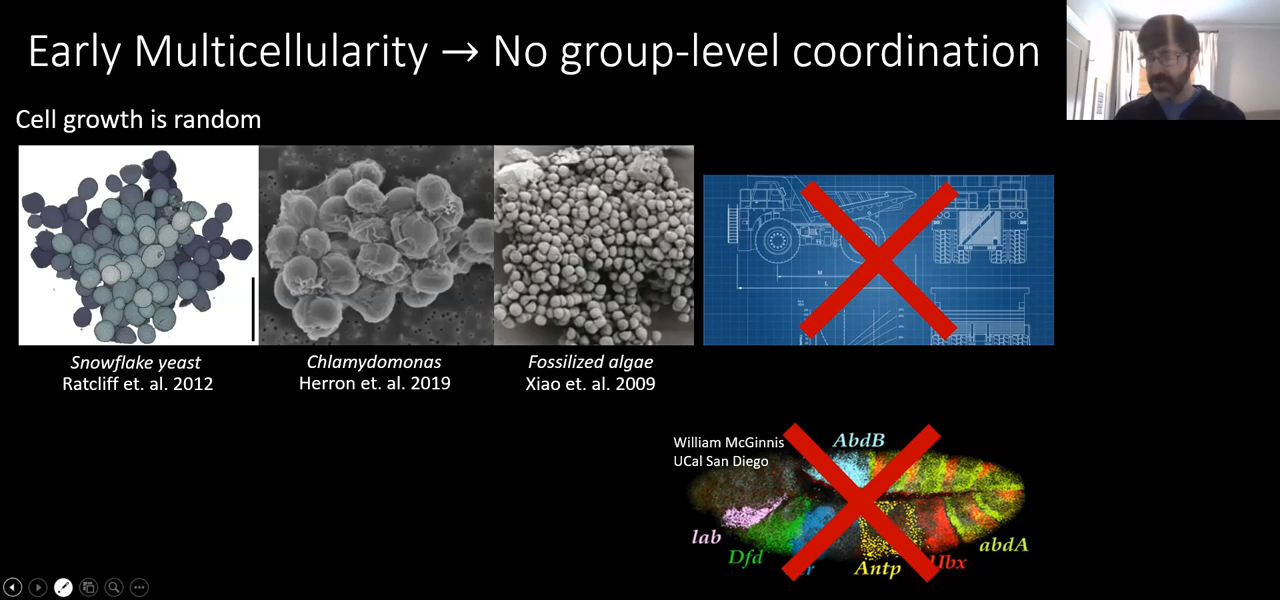 Early Multicellularity → No group-level coordination
Cell growth is random
Snowflake yeast
Ratcliff et. al. 2012
Chlamydomonas
Herron et. al. 2019
Fossilized algae
Xiao et. al. 2009
M
L
William McGinnis
UCal San Diego
AbdB
lab
Dfd
Antp
Ubx
abdA